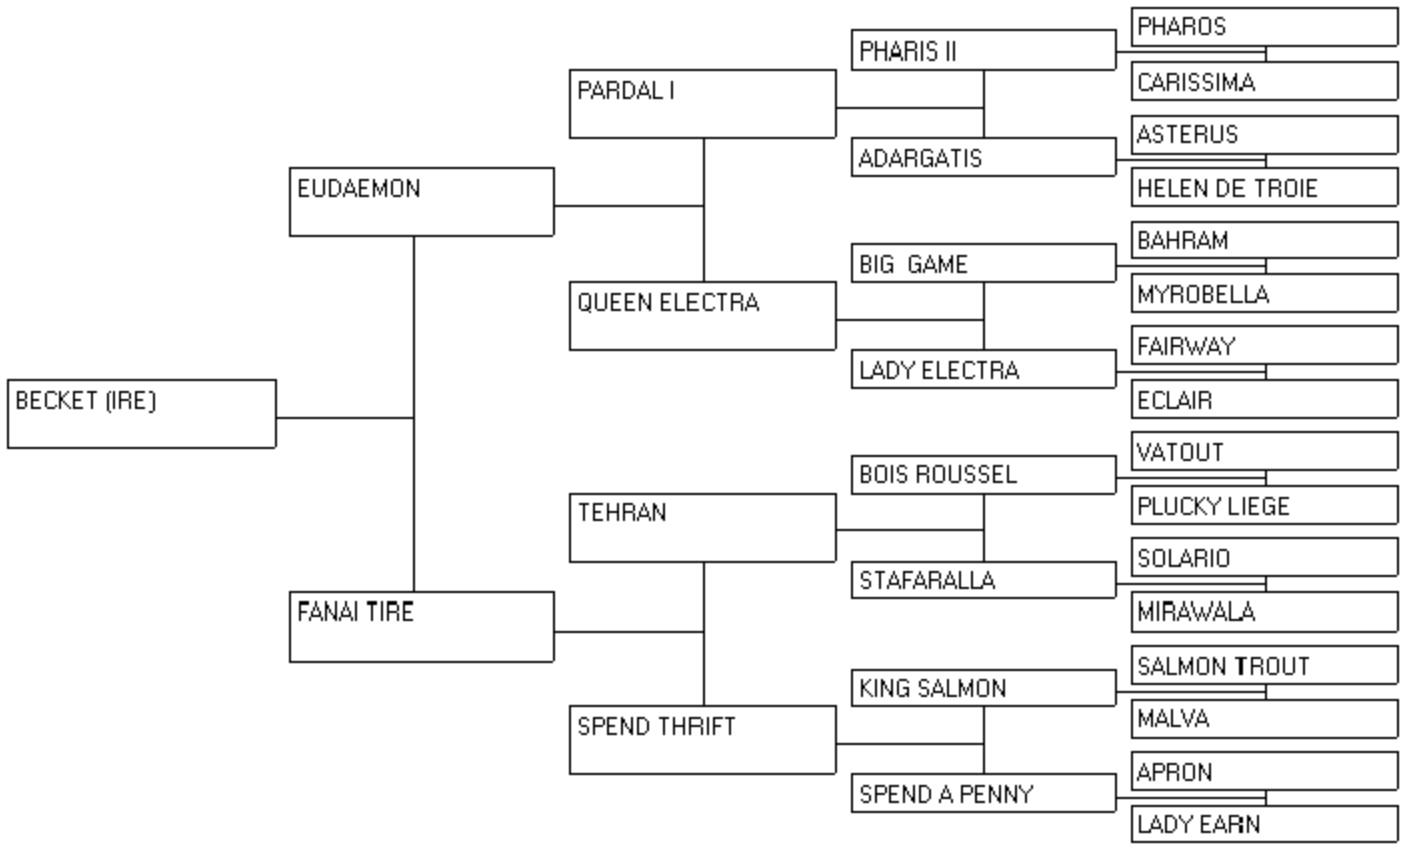 PHAROS
PHARIS II
CARISSIMA
PARDAL I
ASTERUS
ADARGATIS
HELEN DE TROIE
EUDAEMON
BAHRAM
BIG GAME
MYROBELLA
QUEEN ELECTRA
FAIRWAY
LADY ELECTRA
ECLAIR
BECKET (IRE)
VATOUT
BOIS ROUSSEL
PLUCKY LIEGE
TEHRAN
SOLARIO
STAFARALLA
MIRAWALA
FANAI TIRE
SALMON TROUT
KING SALMON
MALVA
SPEND THRIFT
APRON
SPEND A PENNY
LADY EARN